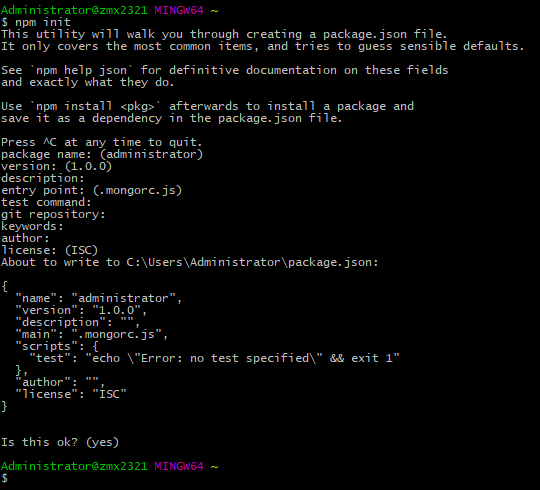 Administrator@zmx2321 MINGW64 ~
$ npm init
This utility will walk you through creating a package.json file.
It only covers the most common items, and tries to guess sensible defaults.
See `npm help json` for definitive documentation on these fields
and exactly what they do.
Use `npm install <pkg>` afterwards to install a package and
save it as a dependency in the package.json file.
Press ^C at any time to quit.
package name: (administrator)
version: (1.0.0)
description:
entry point: (.mongorc.js)
test command:
git repository:
keywords:
author:
license: (ISC)
About to write to C:\Users\Administrator\package.json:
{
  "name": "administrator",
  "version": "1.0.0",
  "description": "",
  "main": ".mongorc.js",
  "scripts": {
    "test": "echo \"Error: no test specified\" && exit 1"
  },
  "author": "",
  "license": "ISC"
}
Is this ok? (yes)
Administrator@zmx2321 MINGW64 ~
$